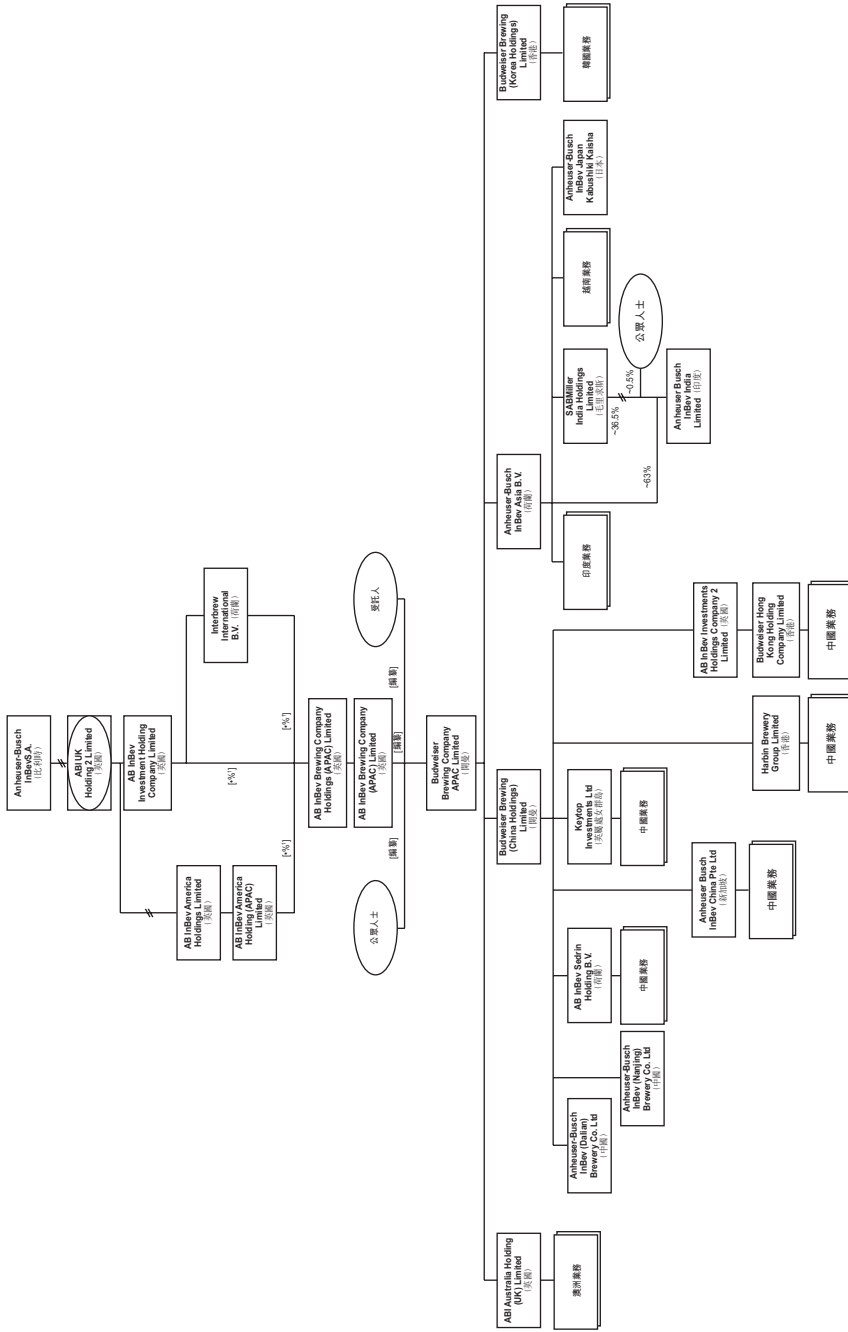 Anheuser-Busch
InBevS.A.
(比利時)
ABIUK
Holding 2 Limited
(英國)
AB InBev
Investment Holding
Company Limited
(英國)
AB InBev America
Holdings Limited
(英國)
AB InBev America
Holding (APAC)
Limited
(英國)
Interbrew
International
B.V. (荷蘭)
[•%¹]
[•%¹]
[•%¹]
AB InBev Brewing Company
Holdings (APAC) Limited
(英國)
AB InBev Brewing Company
(APAC) Limited
(英國)
公眾人士
受託人
[編纂]
[編纂]
[編纂]
Budweiser
Brewing Company
APAC Limited
(開曼)
ABI Australia Holding
(UK) Limited
(英國)
澳洲業務
Budweiser Brewing
(China Holdings)
Limited
(開曼)
Anheuser-Busch
InBev Asia B.V.
(荷蘭)
Budweiser Brewing
(Korea Holdings)
Limited
(香港)
韓國業務
Anheuser-Busch
InBev (Dalian)
Brewery Co. Ltd
(中國)
Anheuser-Busch
InBev (Nanjing)
Brewery Co. Ltd
(中國)
AB InBev Sedrin
Holding B.V.
(荷蘭)
中國業務
Anheuser Busch
InBev China Pte Ltd
(新加坡)
中國業務
Keytop
Investments Ltd
(英屬處女群島)
中國業務
Harbin Brewery
Group Limited
(香港)
中國業務
AB InBev Investments
Holdings Company 2
Limited (英國)
Budweiser Hong
Kong Holding
Company Limited
(香港)
中國業務
印度業務
SABMiller
India Holdings
Limited
(毛里求斯)
越南業務
Anheuser-Busch
InBev Japan
Kabushiki Kaisha
(日本)
~36.5%
~0.5%
公眾人士
~63%
Anheuser Busch
InBev India
Limited (印度)